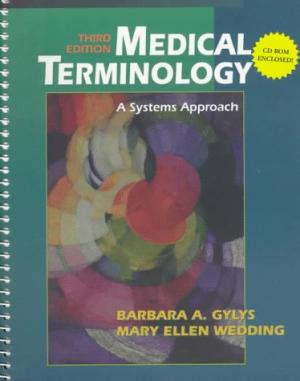 THIRD
EDITION
MEDICAL
TERMINOLOGY
CD ROM
ENCLOSED!
A Systems Approach
BARBARA A. GYLYS
MARY ELLEN WEDDING